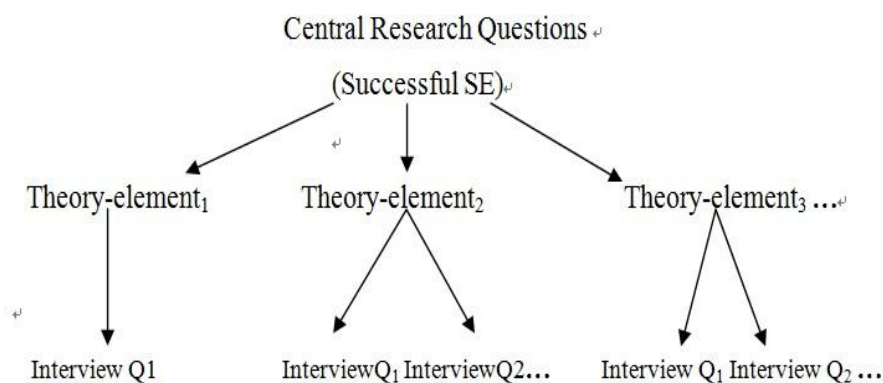 Central Research Questions
(Successful SE)
Theory-element₁ Theory-element₂ Theory-element₃ ...
Interview Q1 InterviewQ₁ InterviewQ2... Interview Q₁ Interview Q₂ ...